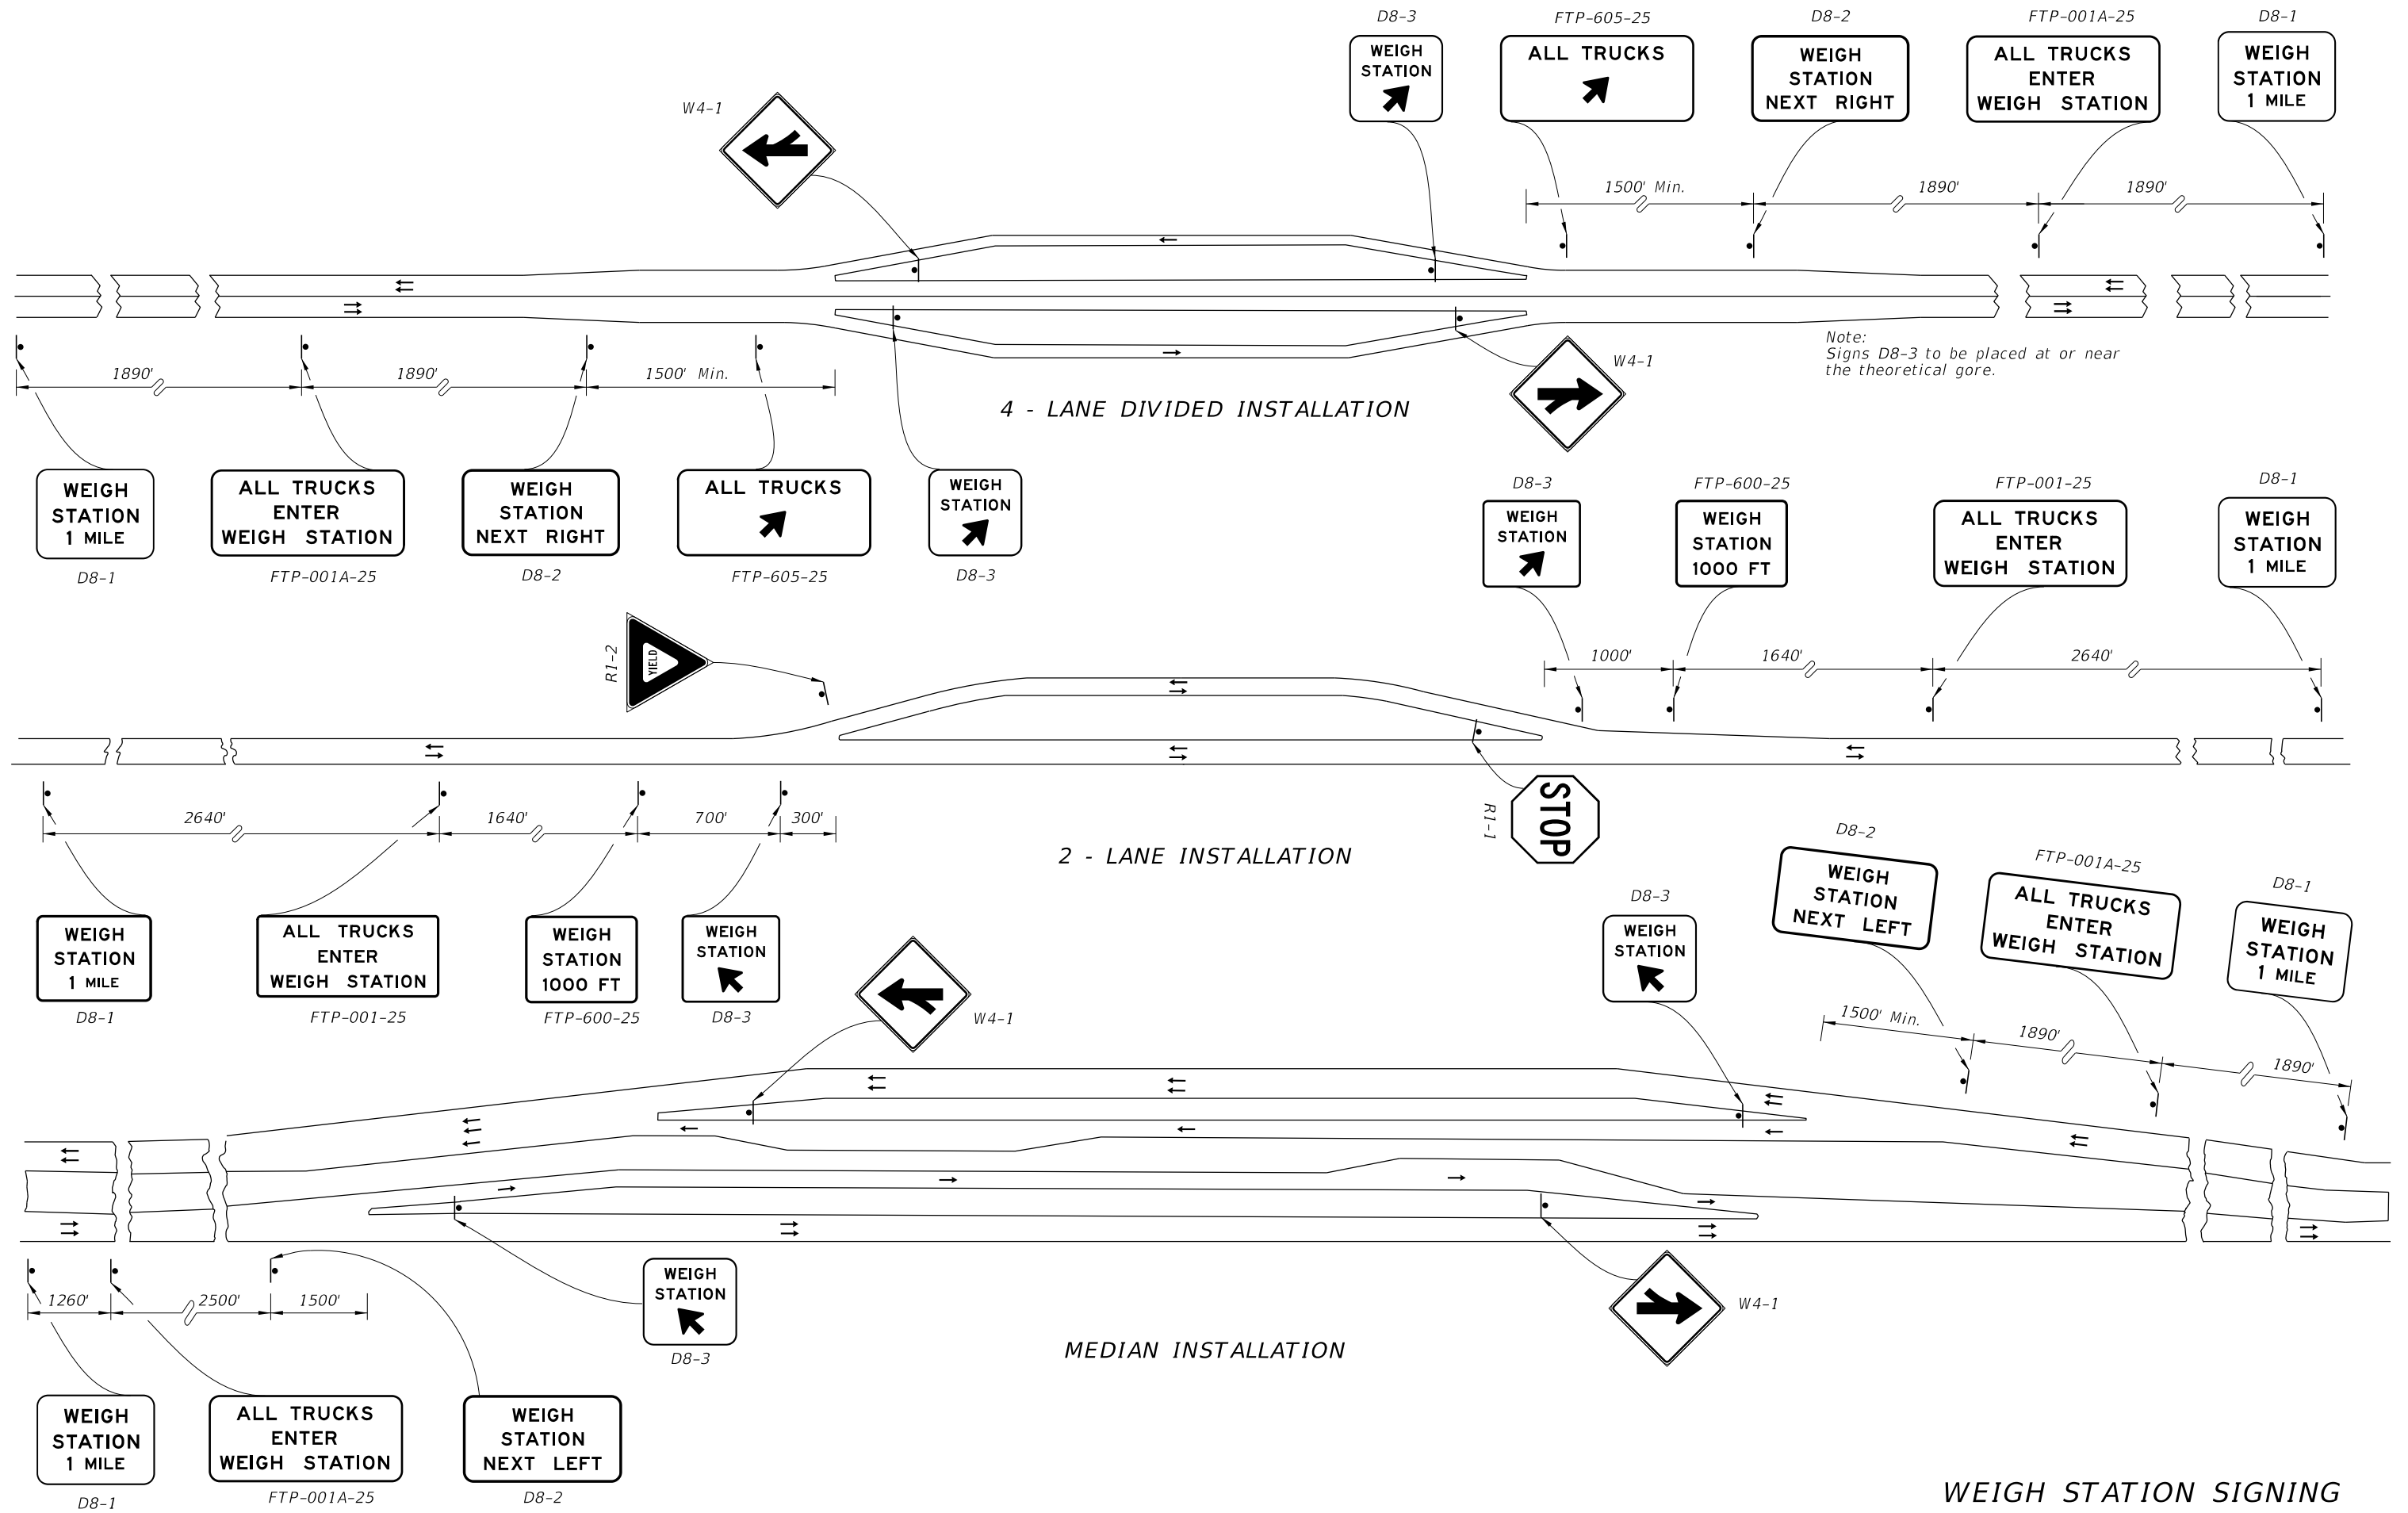 D8-3
FTP-605-25
D8-2
FTP-001A-25
D8-1
WEIGH
STATION
ALL TRUCKS
WEIGH
STATION
NEXT RIGHT
ALL TRUCKS
ENTER
WEIGH STATION
WEIGH
STATION
1 MILE
W4-1
1500' Min.
1890'
1890'
Note:
Signs D8-3 to be placed at or near
the theoretical gore.
W4-1
1890'
1890'
1500' Min.
4 - LANE DIVIDED INSTALLATION
WEIGH
STATION
1 MILE
D8-1
ALL TRUCKS
ENTER
WEIGH STATION
FTP-001A-25
WEIGH
STATION
NEXT RIGHT
D8-2
ALL TRUCKS
FTP-605-25
WEIGH
STATION
D8-3
D8-3
WEIGH
STATION
FTP-600-25
WEIGH
STATION
1000 FT
FTP-001-25
ALL TRUCKS
ENTER
WEIGH STATION
D8-1
WEIGH
STATION
1 MILE
R1-2
YIELD
1000'
1640'
2640'
2640'
1640'
700'
300'
R1-1
STOP
2 - LANE INSTALLATION
WEIGH
STATION
1 MILE
D8-1
ALL TRUCKS
ENTER
WEIGH STATION
FTP-001-25
WEIGH
STATION
1000 FT
FTP-600-25
WEIGH
STATION
D8-3
W4-1
D8-3
WEIGH
STATION
D8-2
WEIGH
STATION
NEXT LEFT
FTP-001A-25
ALL TRUCKS
ENTER
WEIGH STATION
D8-1
WEIGH
STATION
1 MILE
1500' Min.
1890'
1890'
1260'
2500'
1500'
WEIGH
STATION
D8-3
W4-1
MEDIAN INSTALLATION
WEIGH
STATION
1 MILE
D8-1
ALL TRUCKS
ENTER
WEIGH STATION
FTP-001A-25
WEIGH
STATION
NEXT LEFT
D8-2
WEIGH STATION SIGNING